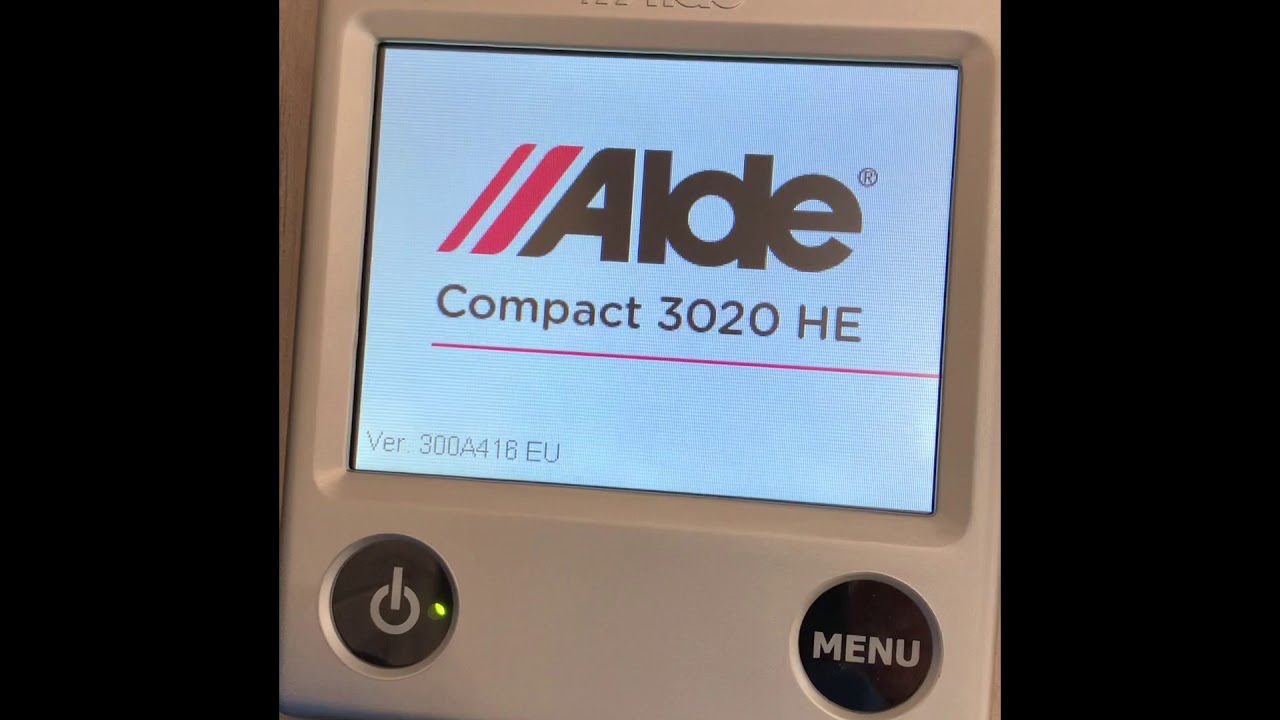 Alde®
Compact 3020 HE
Ver. 300A416 EU
MENU